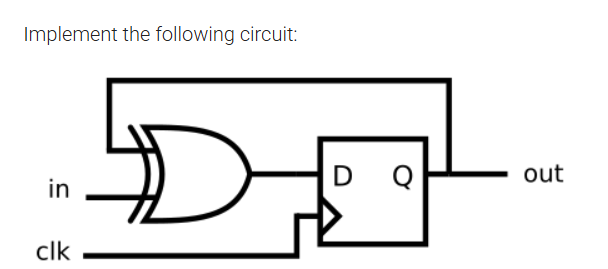 Implement the following circuit:
D Q out
in
clk